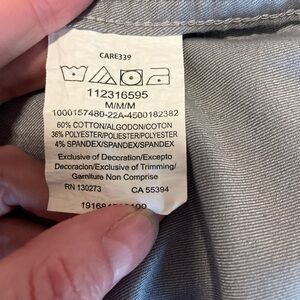 CARE339
112316595
M/M/M
1000157480-22A-4500182382
60% COTTON/ALGODON/COTON
36% POLYESTER/POLIESTER/POLYESTER
4% SPANDEX/SPANDEX/SPANDEX
Exclusive of Decoration/Excepto
Decoracion/Exclusive of Trimming/
Garniture Non Comprise
RN 130273 CA 55394